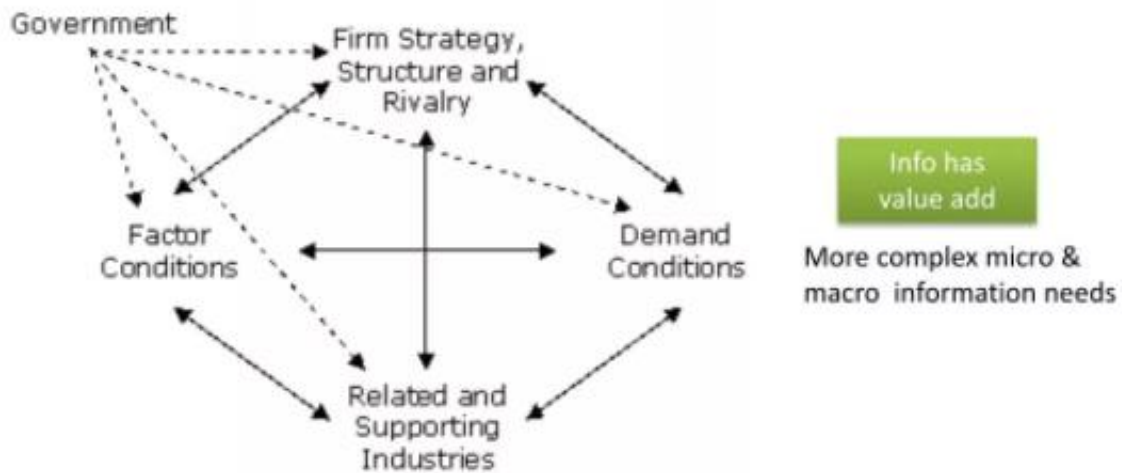 Government
Firm Strategy,
Structure and
Rivalry
Factor
Conditions
Demand
Conditions
Related and
Supporting
Industries
Info has
value add
More complex micro &
macro information needs